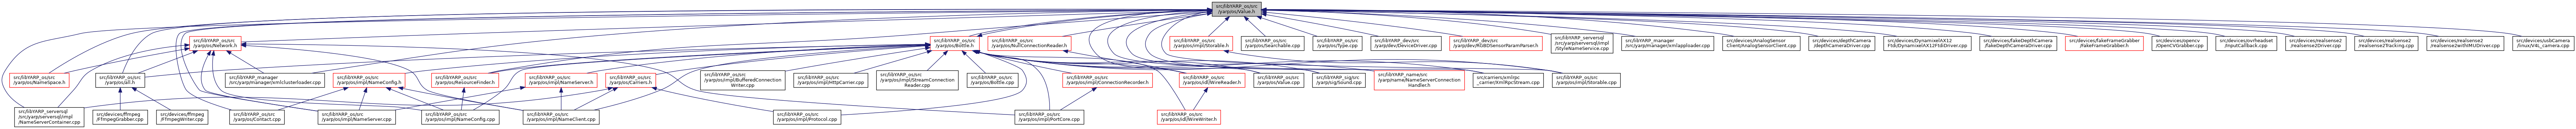 src/libYARP_os/src
/yarp/os/Value.h
src/libYARP_os/src
/yarp/os/Network.h
src/libYARP_os/src
/yarp/os/Bottle.h
src/libYARP_os/src
/yarp/os/NullConnectionReader.h
src/libYARP_os/src
/yarp/os/impl/Storable.h
src/libYARP_os/src
/yarp/os/Searchable.cpp
src/libYARP_os/src
/yarp/os/Type.cpp
src/libYARP_dev/src
/yarp/dev/DeviceDriver.cpp
src/libYARP_dev/src
/yarp/dev/RGBDSensorParamParser.h
src/libYARP_serversql
/src/yarp/serversql/impl
/StyleNameService.cpp
src/libYARP_manager
/src/yarp/manager/xmlapploader.cpp
src/devices/AnalogSensor
Client/AnalogSensorClient.cpp
src/devices/depthCamera
/depthCameraDriver.cpp
src/devices/DynamixelAX12
Ftdi/DynamixelAX12FtdiDriver.cpp
src/devices/fakeDepthCamera
/fakeDepthCameraDriver.cpp
src/devices/fakeFrameGrabber
/FakeFrameGrabber.h
src/devices/opencv
/OpenCVGrabber.cpp
src/devices/ovrheadset
/InputCallback.cpp
src/devices/realsense2
/realsense2Driver.cpp
src/devices/realsense2
/realsense2Tracking.cpp
src/devices/realsense2
/realsense2withIMUDriver.cpp
src/devices/usbCamera
/linux/V4L_camera.cpp
src/libYARP_os/src
/yarp/os/NameSpace.h
src/libYARP_os/src
/yarp/os/all.h
src/libYARP_manager
/src/yarp/manager/xmlclusterloader.cpp
src/libYARP_os/src
/yarp/os/impl/NameConfig.h
src/libYARP_os/src
/yarp/os/ResourceFinder.h
src/libYARP_os/src
/yarp/os/impl/NameServer.h
src/libYARP_os/src
/yarp/os/Carriers.h
src/libYARP_os/src
/yarp/os/impl/BufferedConnection
Writer.cpp
src/libYARP_os/src
/yarp/os/impl/HttpCarrier.cpp
src/libYARP_os/src
/yarp/os/impl/StreamConnection
Reader.cpp
src/libYARP_os/src
/yarp/os/Bottle.cpp
src/libYARP_os/src
/yarp/os/impl/ConnectionRecorder.h
src/libYARP_os/src
/yarp/os/idl/WireReader.h
src/libYARP_os/src
/yarp/os/Value.cpp
src/libYARP_sig/src
/yarp/sig/Sound.cpp
src/libYARP_name/src
/yarp/name/NameServerConnection
Handler.h
src/carriers/xmlrpc
_carrier/XmlRpcStream.cpp
src/libYARP_os/src
/yarp/os/impl/Storable.cpp
src/libYARP_serversql
/src/yarp/serversql/impl
/NameServerContainer.cpp
src/devices/ffmpeg
/FfmpegGrabber.cpp
src/devices/ffmpeg
/FfmpegWriter.cpp
src/libYARP_os/src
/yarp/os/Contact.cpp
src/libYARP_os/src
/yarp/os/impl/NameServer.cpp
src/libYARP_os/src
/yarp/os/impl/NameConfig.cpp
src/libYARP_os/src
/yarp/os/impl/NameClient.cpp
src/libYARP_os/src
/yarp/os/impl/Protocol.cpp
src/libYARP_os/src
/yarp/os/impl/PortCore.cpp
src/libYARP_os/src
/yarp/os/idl/WireWriter.h